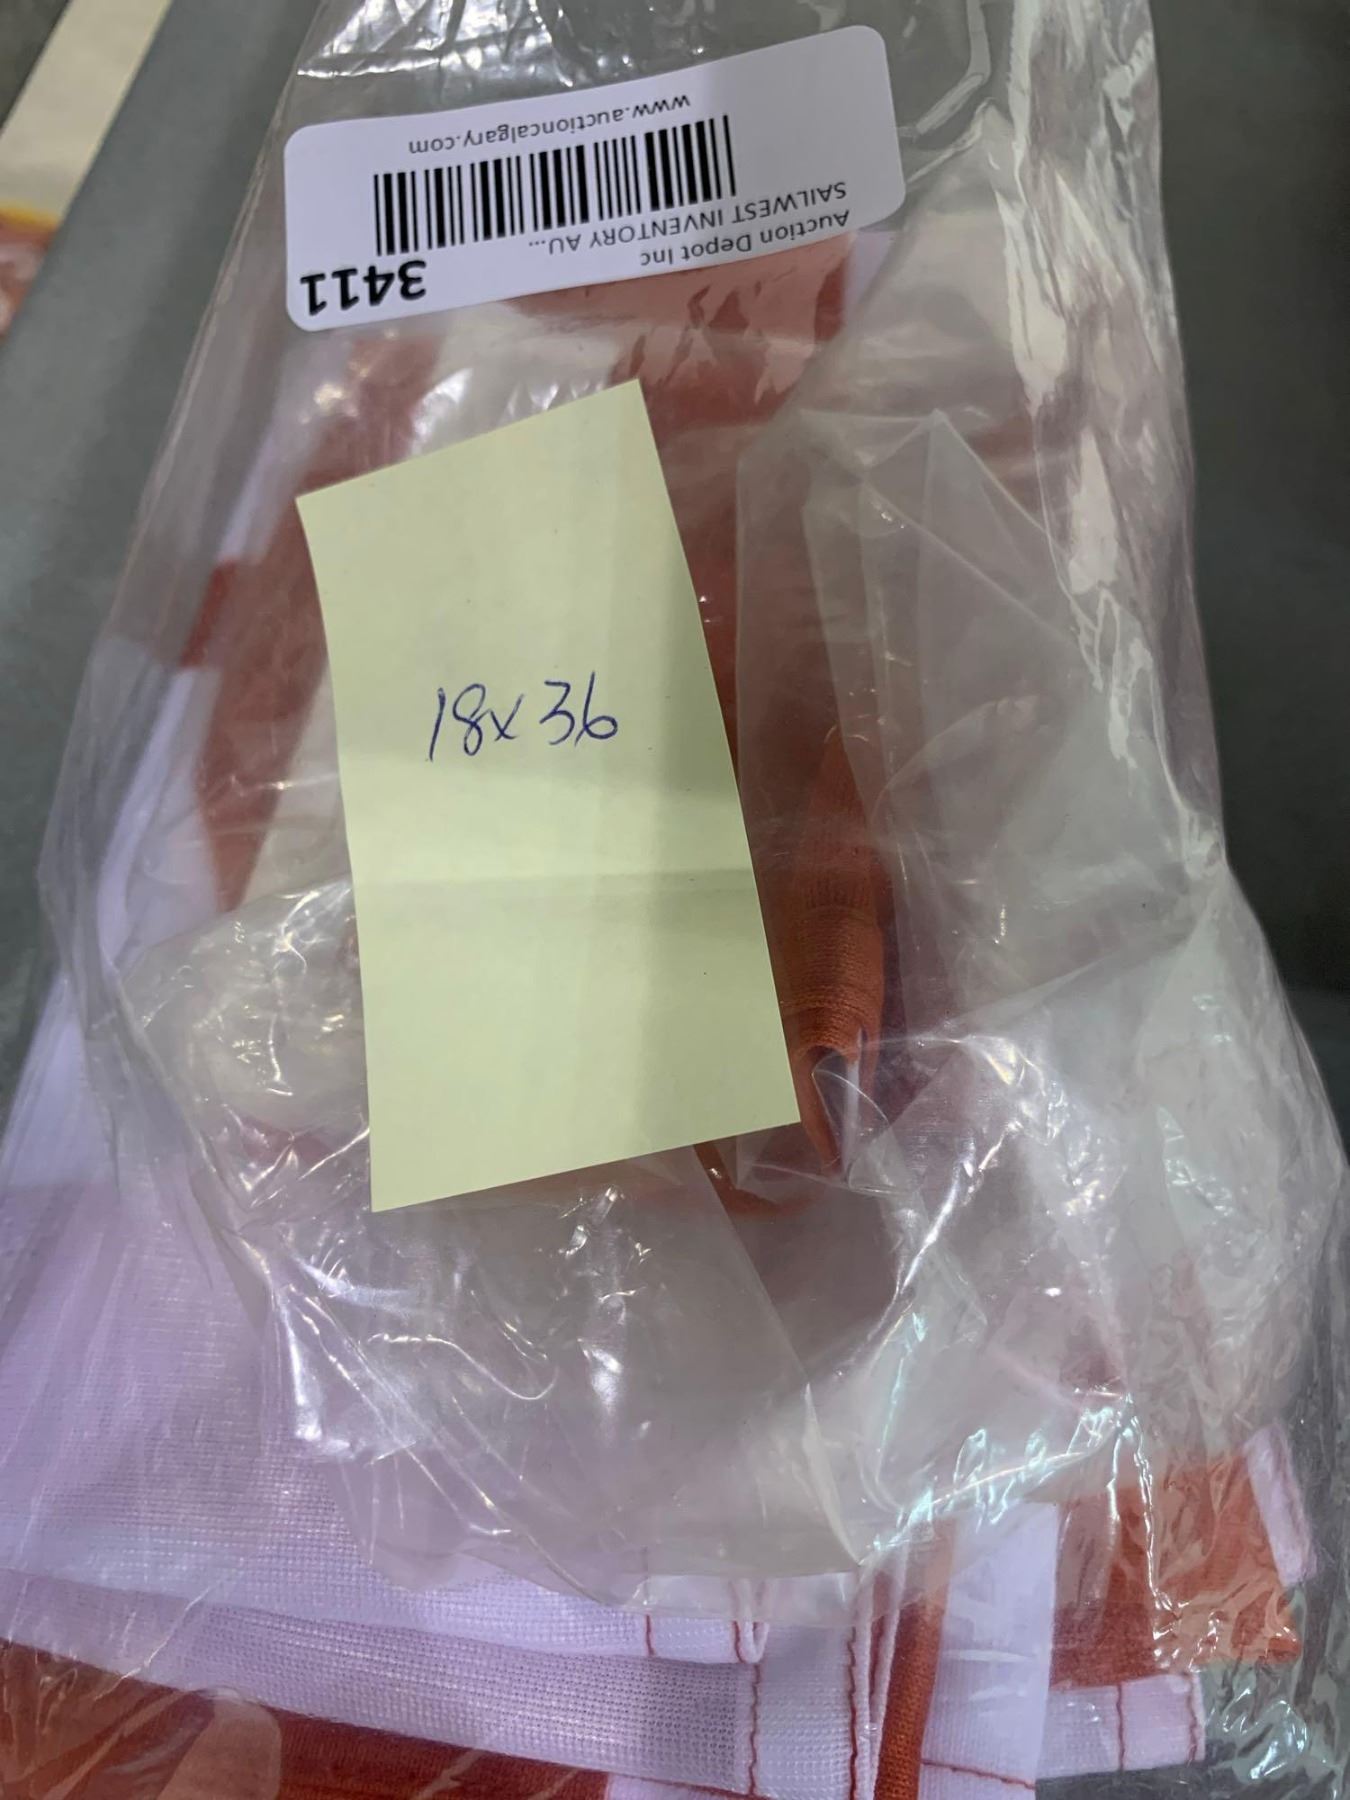 Auction Depot Inc
SAILWEST INVENTORY AU...
3411
www.auctioncalgary.com
18x36